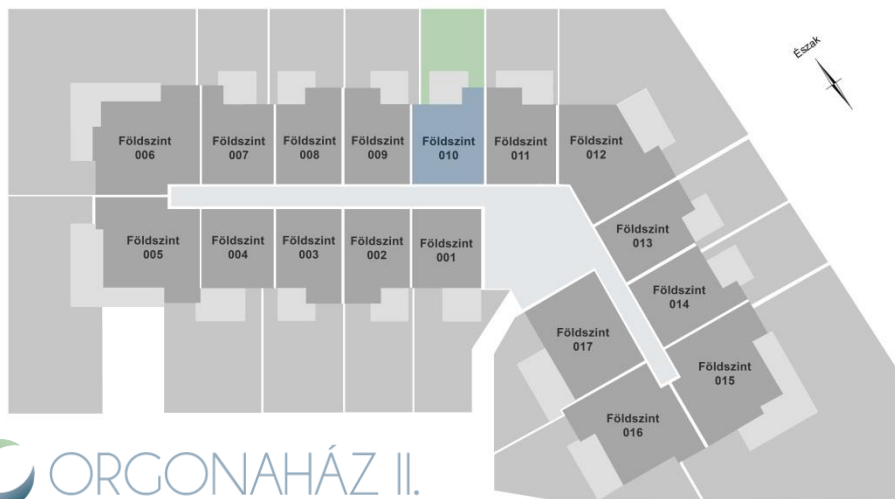 Észak
Földszint
006
Földszint
007
Földszint
008
Földszint
009
Földszint
010
Földszint
011
Földszint
012
Földszint
005
Földszint
004
Földszint
003
Földszint
002
Földszint
001
Földszint
013
Földszint
014
Földszint
017
Földszint
015
Földszint
016
ORGONAHÁZ II.